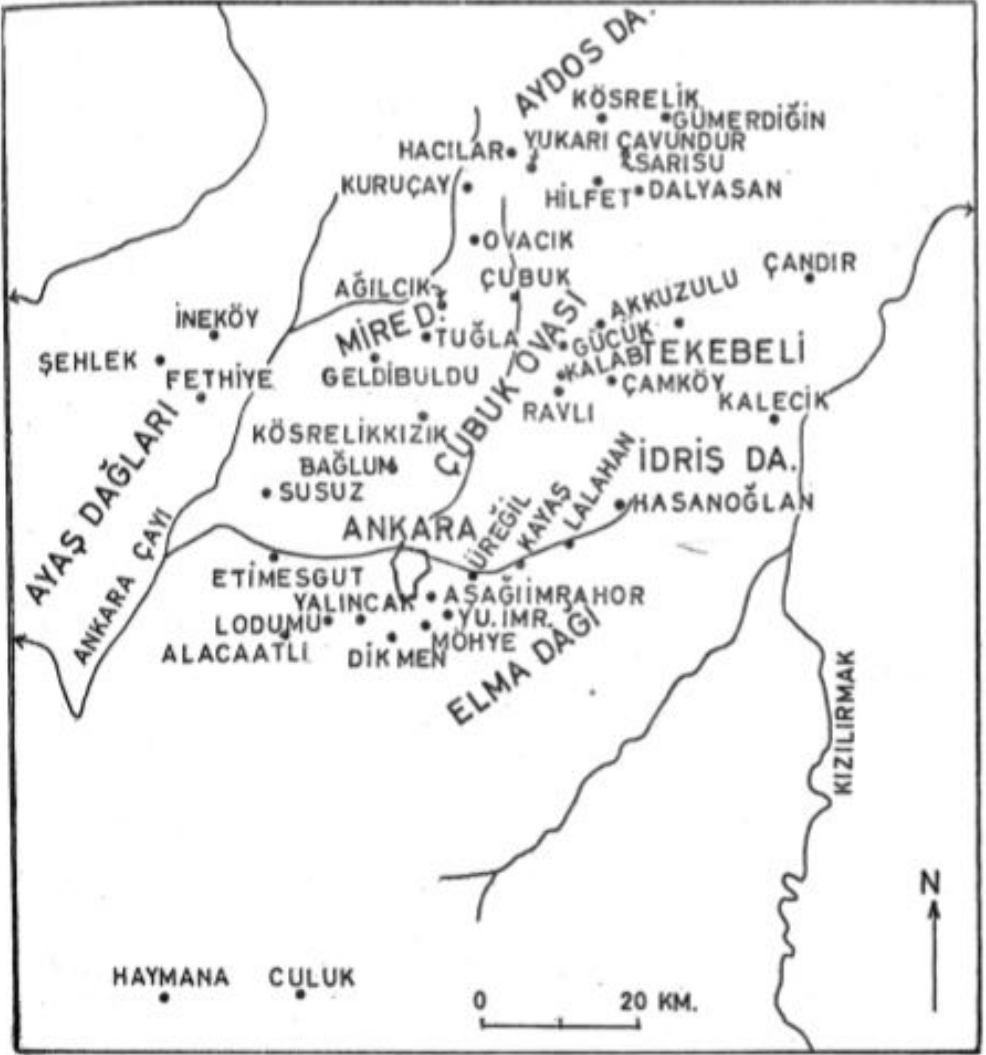 AYDOS DA.
KÖSRELİK
GÜMERDİĞİN
YUKARI ÇAVUNDUR
HACILAR
SARISU
KURUÇAY
HİLFET
DALYASAN
OVACIK
ÇANDIR
AĞILCIK
ÇUBUK
AKKUZULU
İNEKÖY
MİRE D.
TUĞLA
GÜCÜK
TEKEBELİ
ŞEHLEK
GELDİBULDU
KALABI
ÇAMKÖY
FETHİYE
RAVLI
KALECİK
ÇUBUK OVASI
KÖSRELİKKIZIK
BAĞLUM
İDRİŞ DA.
SUSUZ
LALAHAN
HASANOĞLAN
AYAŞ DAĞLARI
ANKARA
ÜREĞİL
KAYAŞ
ANKARA ÇAYI
ETİMESGUT
YALINCAK
AŞAĞIİMRAHOR
LODUMU
YU. IMR.
ALACAATLI
DİKMEN
MÖHYE
ELMA DAĞI
KIZILIRMAK
N
HAYMANA
CULUK
0 20 KM.